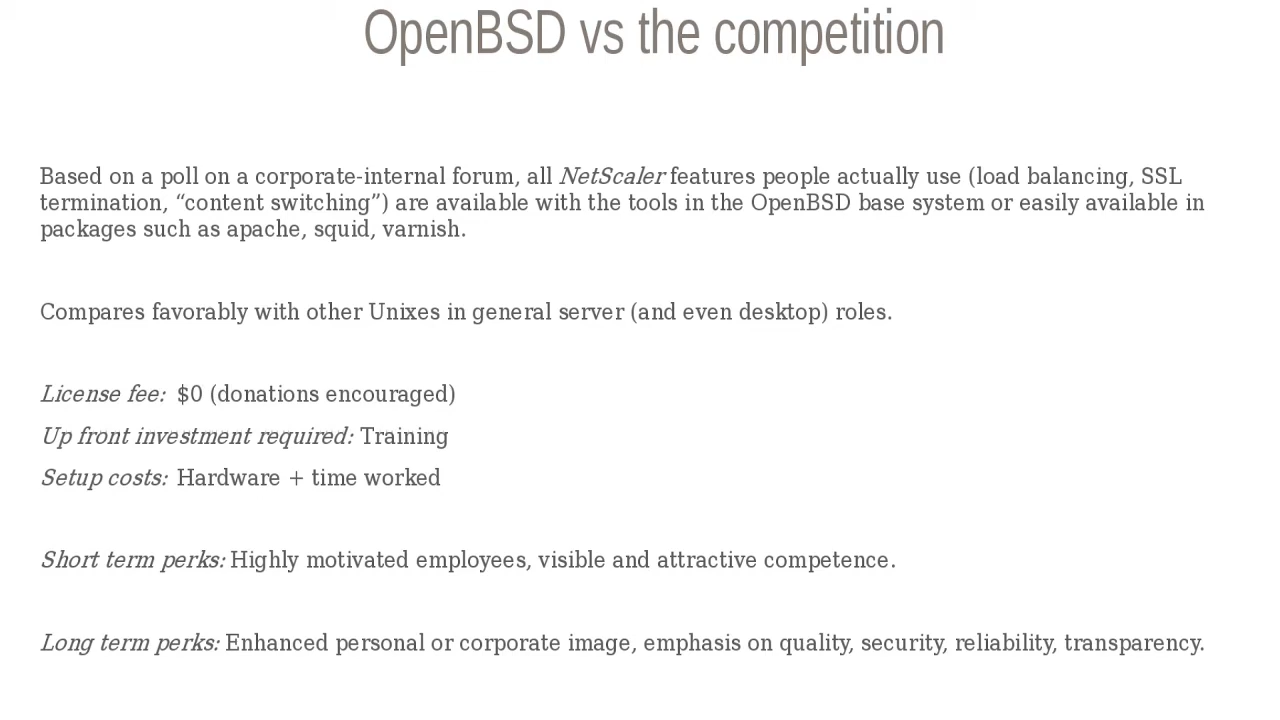 OpenBSD vs the competition
Based on a poll on a corporate-internal forum, all NetScaler features people actually use (load balancing, SSL
termination, “content switching”) are available with the tools in the OpenBSD base system or easily available in
packages such as apache, squid, varnish.
Compares favorably with other Unixes in general server (and even desktop) roles.
License fee: $0 (donations encouraged)
Up front investment required: Training
Setup costs: Hardware + time worked
Short term perks: Highly motivated employees, visible and attractive competence.
Long term perks: Enhanced personal or corporate image, emphasis on quality, security, reliability, transparency.